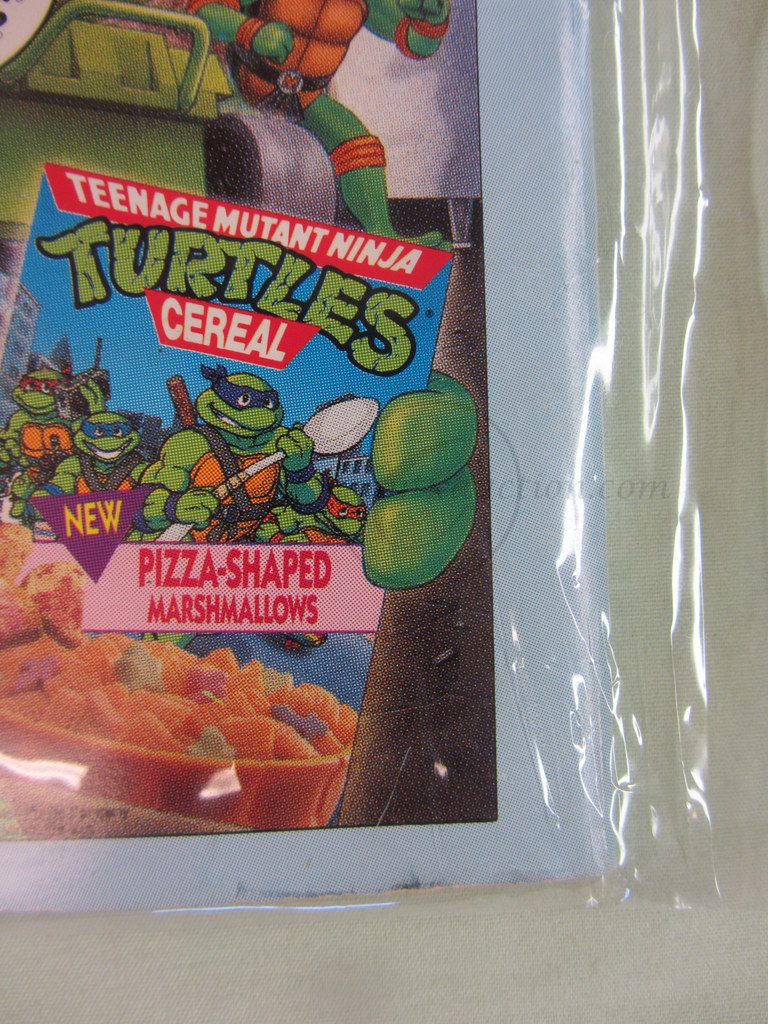 TEENAGE MUTANT NINJA
TURTLES
CEREAL
NEW
PIZZA-SHAPED
MARSHMALLOWS